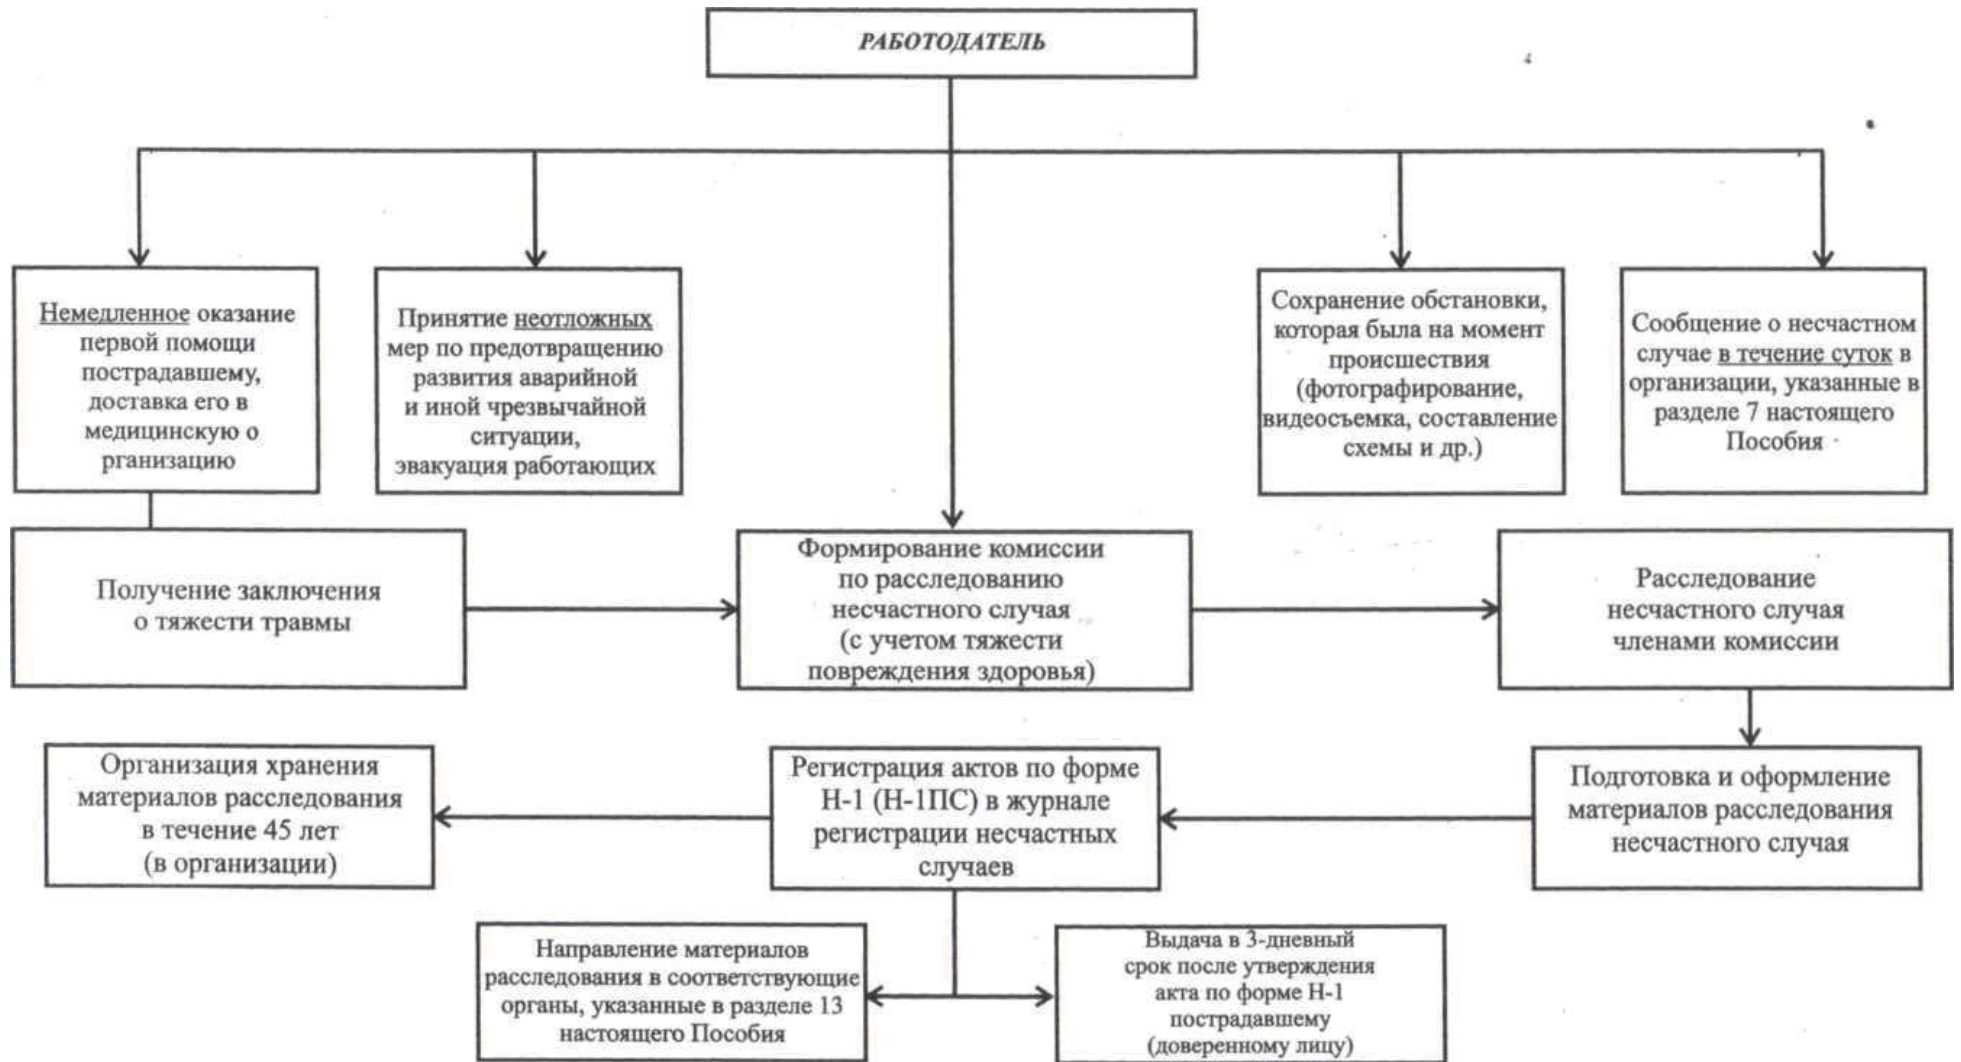 РАБОТОДАТЕЛЬ
Немедленное оказание
первой помощи
пострадавшему,
доставка его в
медицинскую о
рганизацию
Принятие неотложных
мер по предотвращению
развития аварийной
и иной чрезвычайной
ситуации,
эвакуация работающих
Сохранение обстановки,
которая была на момент
происшествия
(фотографирование,
видеосъемка, составление
схемы и др.)
Сообщение о несчастном
случае в течение суток в
организации, указанные в
разделе 7 настоящего
Пособия
Получение заключения
о тяжести травмы
Формирование комиссии
по расследованию
несчастного случая
(с учетом тяжести
повреждения здоровья)
Расследование
несчастного случая
членами комиссии
Организация хранения
материалов расследования
в течение 45 лет
(в организации)
Регистрация актов по форме
Н-1 (Н-1ПС) в журнале
регистрации несчастных
случаев
Подготовка и оформление
материалов расследования
несчастного случая
Направление материалов
расследования в соответствующие
органы, указанные в разделе 13
настоящего Пособия
Выдача в 3-дневный
срок после утверждения
акта по форме Н-1
пострадавшему
(доверенному лицу)